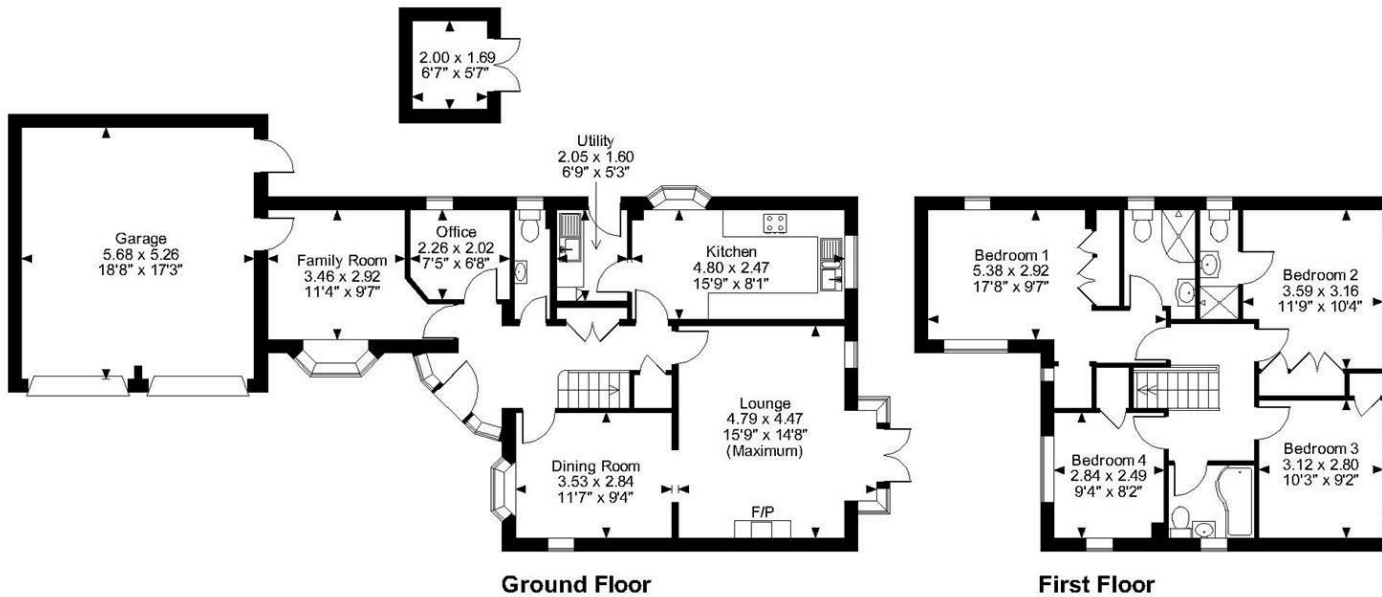 2.00 x 1.69
6'7" x 5'7"
Utility
2.05 x 1.60
6'9" x 5'3"
Garage
5.68 x 5.26
18'8" x 17'3"
Family Room
3.46 x 2.92
11'4" x 9'7"
Office
2.26 x 2.02
7'5" x 6'8"
Kitchen
4.80 x 2.47
15'9" x 8'1"
Lounge
4.79 x 4.47
15'9" x 14'8"
(Maximum)
Dining Room
3.53 x 2.84
11'7" x 9'4"
F/P
Ground Floor
Bedroom 1
5.38 x 2.92
17'8" x 9'7"
Bedroom 2
3.59 x 3.16
11'9" x 10'4"
Bedroom 4
2.84 x 2.49
9'4" x 8'2"
Bedroom 3
3.12 x 2.80
10'3" x 9'2"
First Floor